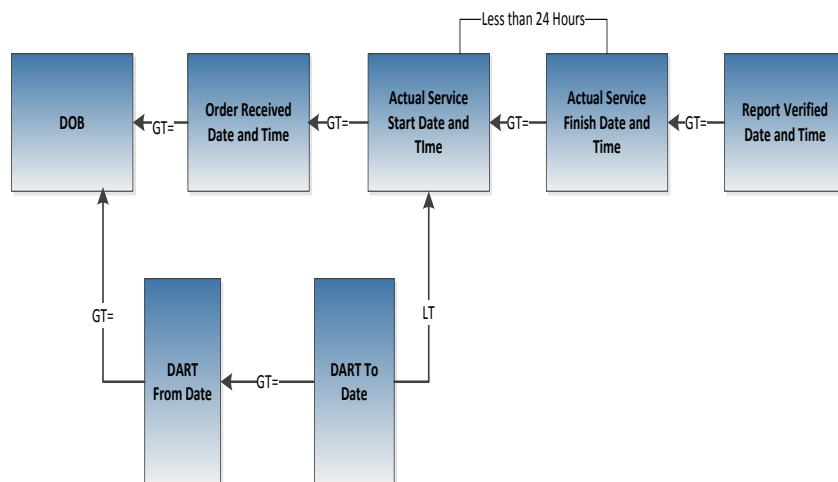 Less than 24 Hours
DOB
GT=
Order Received
Date and Time
GT=
Actual Service
Start Date and
TIme
GT=
Actual Service
Finish Date and
Time
GT=
Report Verified
Date and Time
GT=
DART
From Date
GT=
DART To
Date
LT